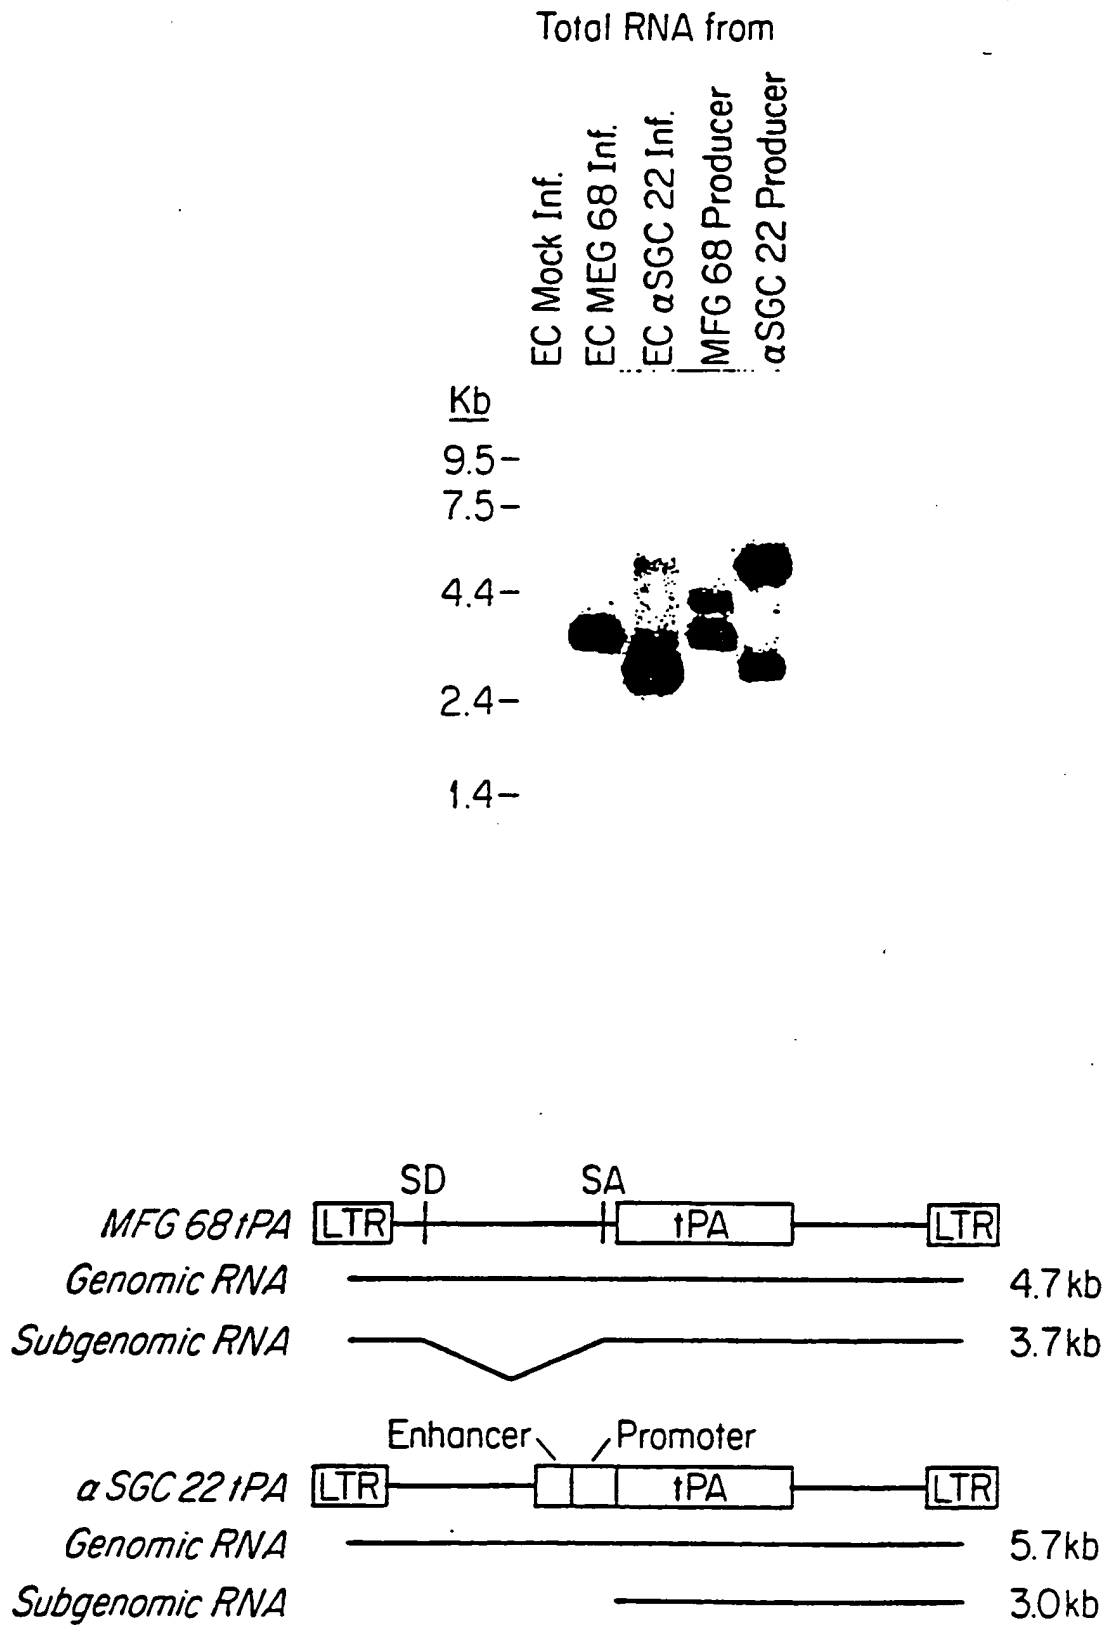 Total RNA from
EC Mock Inf.
EC MEG 68 Inf.
EC αSGC 22 Inf.
MFG 68 Producer
αSGC 22 Producer
Kb
9.5-
7.5-
4.4-
2.4-
1.4-
SD SA
MFG 68 tPA LTR tPA LTR
Genomic RNA 4.7 kb
Subgenomic RNA 3.7 kb
Enhancer Promoter
αSGC 22 tPA LTR tPA LTR
Genomic RNA 5.7 kb
Subgenomic RNA 3.0 kb